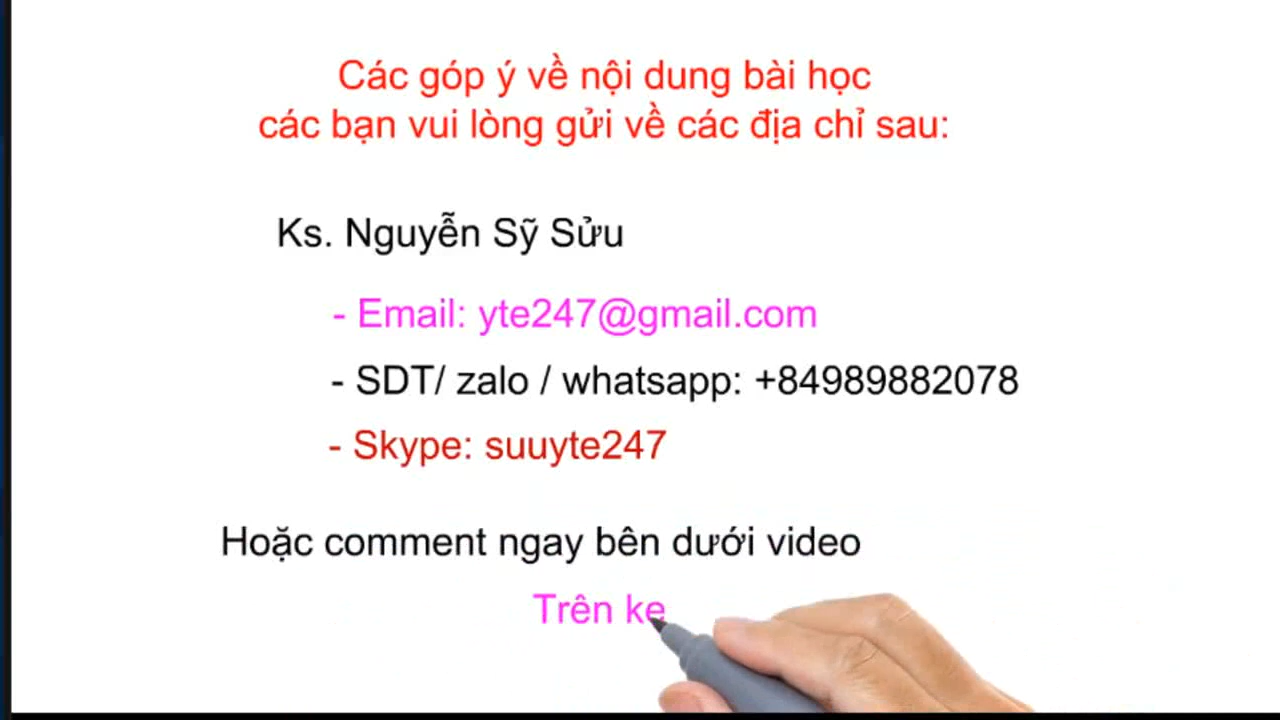 Các góp ý về nội dung bài học
các bạn vui lòng gửi về các địa chỉ sau:
Ks. Nguyễn Sỹ Sửu
- Email: yte247@gmail.com
- SDT/ zalo / whatsapp: +84989882078
- Skype: suuyte247
Hoặc comment ngay bên dưới video
Trên ke